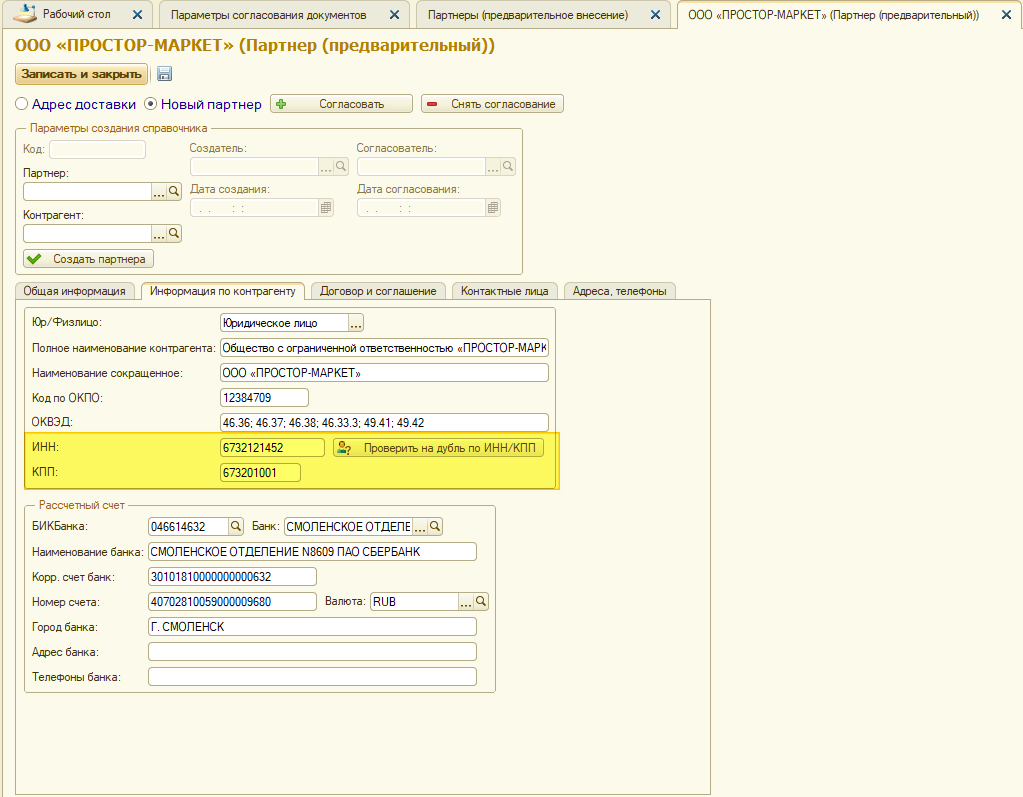 Рабочий стол
Параметры согласования документов
Партнеры (предварительное внесение)
ООО «ПРОСТОР-МАРКЕТ» (Партнер (предварительный))
ООО «ПРОСТОР-МАРКЕТ» (Партнер (предварительный))
Записать и закрыть
Адрес доставки Новый партнер Согласовать Снять согласование
Параметры создания справочника
Код: Создатель: Согласователь:
Партнер: Дата создания: Дата согласования:
Контрагент:
Создать партнера
Общая информация Информация по контрагенту Договор и соглашение Контактные лица Адреса, телефоны
Юр/Физлицо: Юридическое лицо
Полное наименование контрагента: Общество с ограниченной ответственностью «ПРОСТОР-МАРК
Наименование сокращенное: ООО «ПРОСТОР-МАРКЕТ»
Код по ОКПО: 12384709
ОКВЭД: 46.36; 46.37; 46.38; 46.33.3; 49.41; 49.42
ИНН: 6732121452 Проверить на дубль по ИНН/КПП
КПП: 673201001
Рассчетный счет
БИКБанка: 046614632 Банк: СМОЛЕНСКОЕ ОТДЕЛЕ
Наименование банка: СМОЛЕНСКОЕ ОТДЕЛЕНИЕ N8609 ПАО СБЕРБАНК
Корр. счет банк: 30101810000000000632
Номер счета: 40702810059000009680 Валюта: RUB
Город банка: Г. СМОЛЕНСК
Адрес банка:
Телефоны банка: